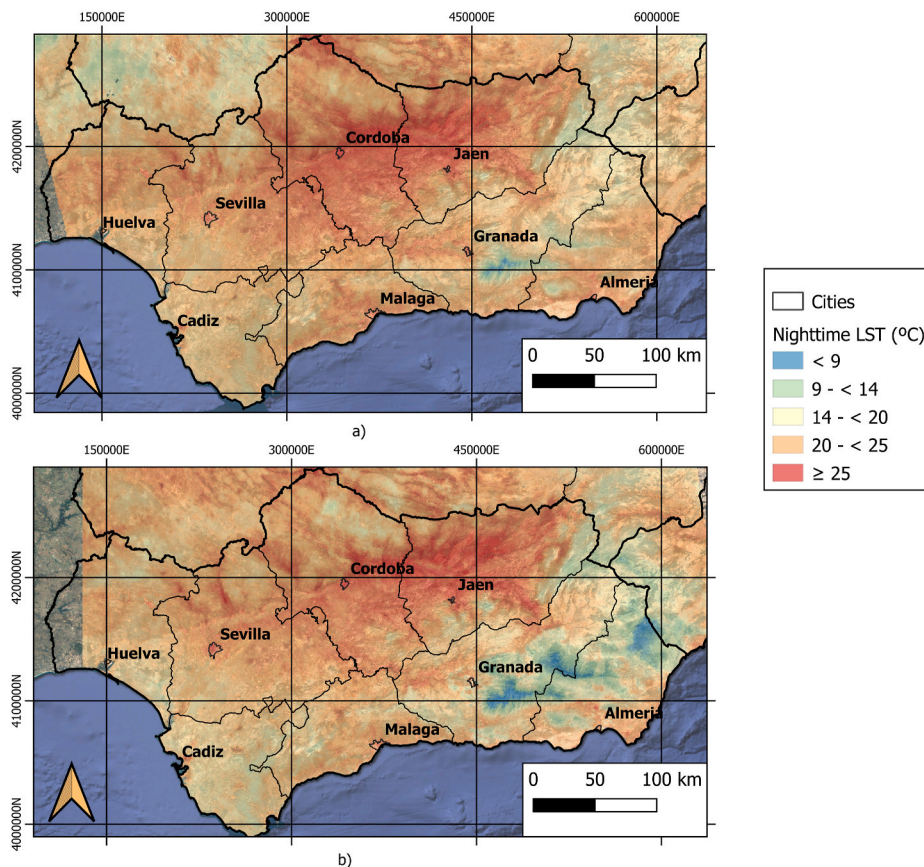 150000E 300000E 450000E 600000E
4200000N
4100000N
4000000N
Cordoba
Jaen
Sevilla
Huelva
Granada
Almeria
Malaga
Cadiz
0 50 100 km
a)
Cities
Nighttime LST (ºC)
< 9
9 - < 14
14 - < 20
20 - < 25
≥ 25
150000E 300000E 450000E 600000E
4200000N
4100000N
4000000N
Cordoba
Jaen
Sevilla
Huelva
Granada
Almeria
Malaga
Cadiz
0 50 100 km
b)